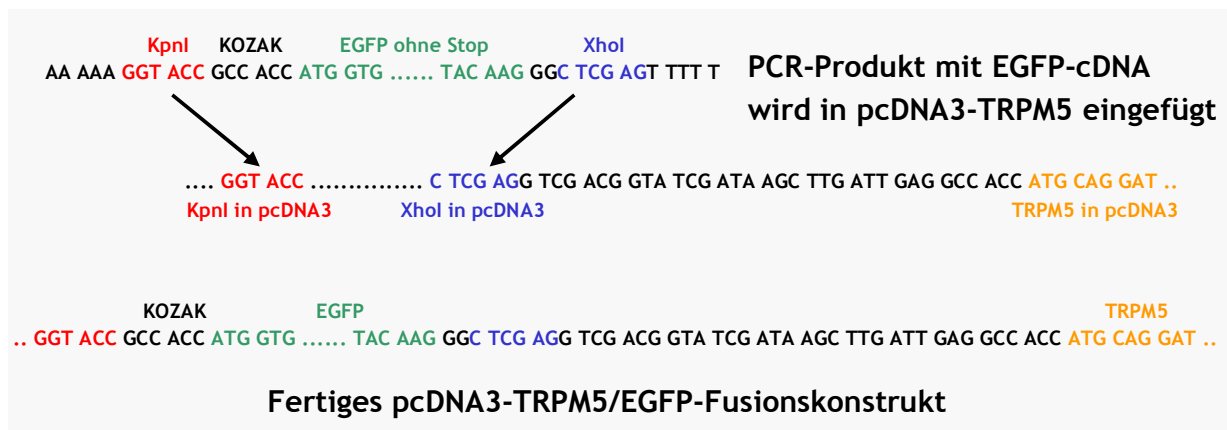 KpnI KOZAK EGFP ohne Stop XhoI
AA AAA GGT ACC GCC ACC ATG GTG ...... TAC AAG GGC TCG AGT TTT T
PCR-Produkt mit EGFP-cDNA
wird in pcDNA3-TRPM5 eingefügt
.... GGT ACC ............... C TCG AGG TCG ACG GTA TCG ATA AGC TTG ATT GAG GCC ACC ATG CAG GAT ..
KpnI in pcDNA3 XhoI in pcDNA3 TRPM5 in pcDNA3
KOZAK EGFP TRPM5
.. GGT ACC GCC ACC ATG GTG ...... TAC AAG GGC TCG AGG TCG ACG GTA TCG ATA AGC TTG ATT GAG GCC ACC ATG CAG GAT ..
Fertiges pcDNA3-TRPM5/EGFP-Fusionskonstrukt